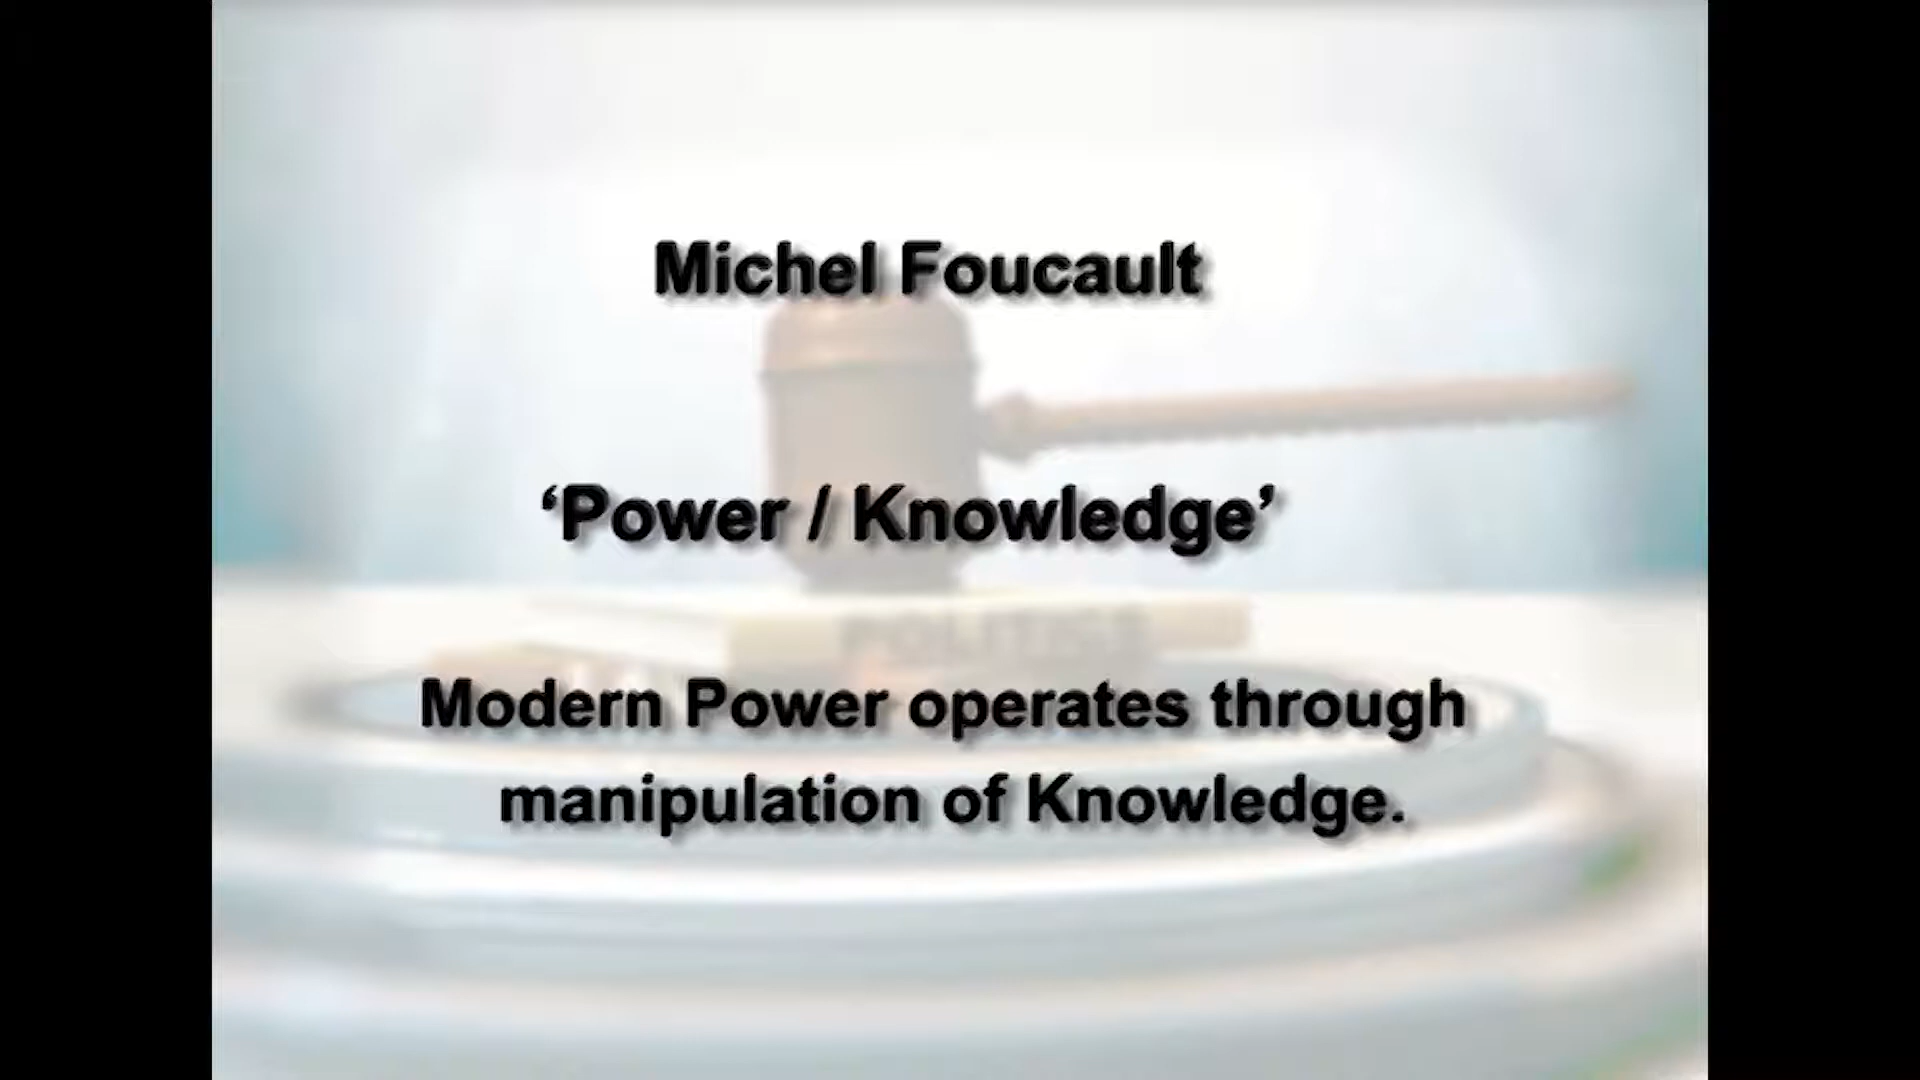 Michel Foucault
‘Power / Knowledge’
Modern Power operates through
manipulation of Knowledge.